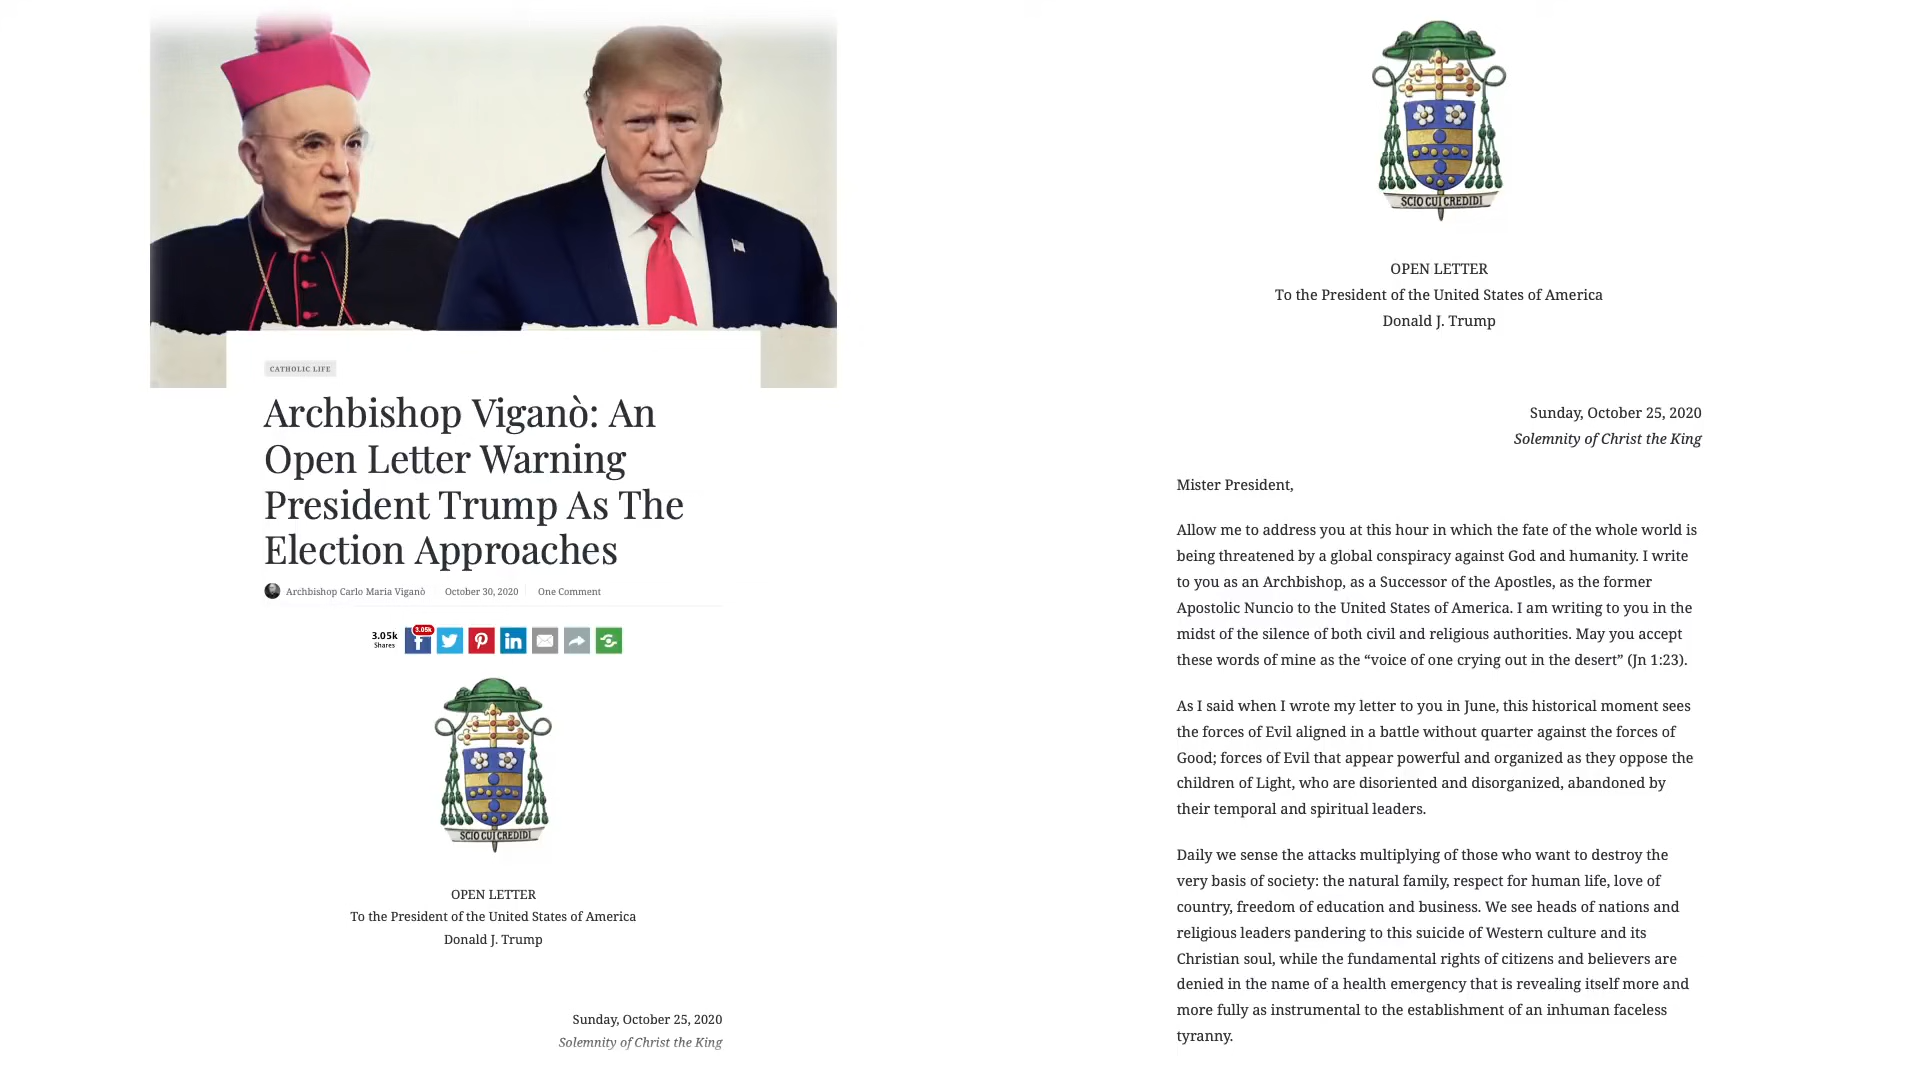 CATHOLIC LIFE
Archbishop Viganò: An
Open Letter Warning
President Trump As The
Election Approaches
Archbishop Carlo Maria Viganò October 30, 2020 One Comment
3.05k
Shares
3.05k
SCIO CUI CREDIDI
OPEN LETTER
To the President of the United States of America
Donald J. Trump
Sunday, October 25, 2020
Solemnity of Christ the King
SCIO CUI CREDIDI
OPEN LETTER
To the President of the United States of America
Donald J. Trump
Sunday, October 25, 2020
Solemnity of Christ the King
Mister President,
Allow me to address you at this hour in which the fate of the whole world is
being threatened by a global conspiracy against God and humanity. I write
to you as an Archbishop, as a Successor of the Apostles, as the former
Apostolic Nuncio to the United States of America. I am writing to you in the
midst of the silence of both civil and religious authorities. May you accept
these words of mine as the “voice of one crying out in the desert” (Jn 1:23).
As I said when I wrote my letter to you in June, this historical moment sees
the forces of Evil aligned in a battle without quarter against the forces of
Good; forces of Evil that appear powerful and organized as they oppose the
children of Light, who are disoriented and disorganized, abandoned by
their temporal and spiritual leaders.
Daily we sense the attacks multiplying of those who want to destroy the
very basis of society: the natural family, respect for human life, love of
country, freedom of education and business. We see heads of nations and
religious leaders pandering to this suicide of Western culture and its
Christian soul, while the fundamental rights of citizens and believers are
denied in the name of a health emergency that is revealing itself more and
more fully as instrumental to the establishment of an inhuman faceless
tyranny.